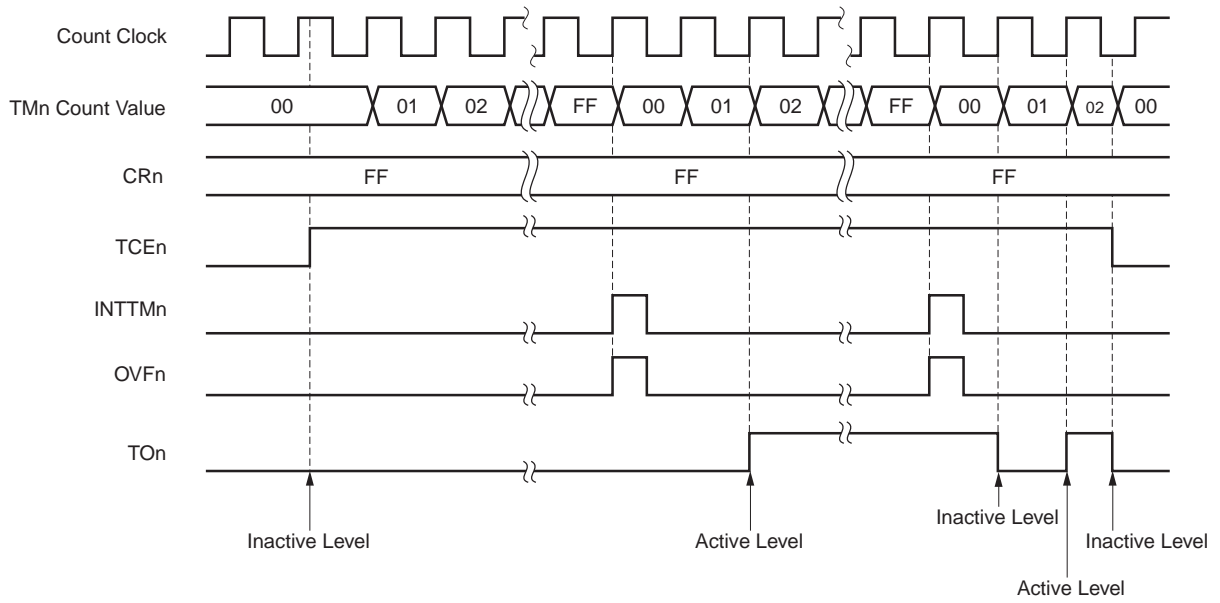 Count Clock
TMn Count Value 00 01 02 FF 00 01 02 FF 00 01 02 00
CRn FF FF FF
TCEn
INTTMn
OVFn
TOn
Inactive Level Active Level Inactive Level Inactive Level
Active Level